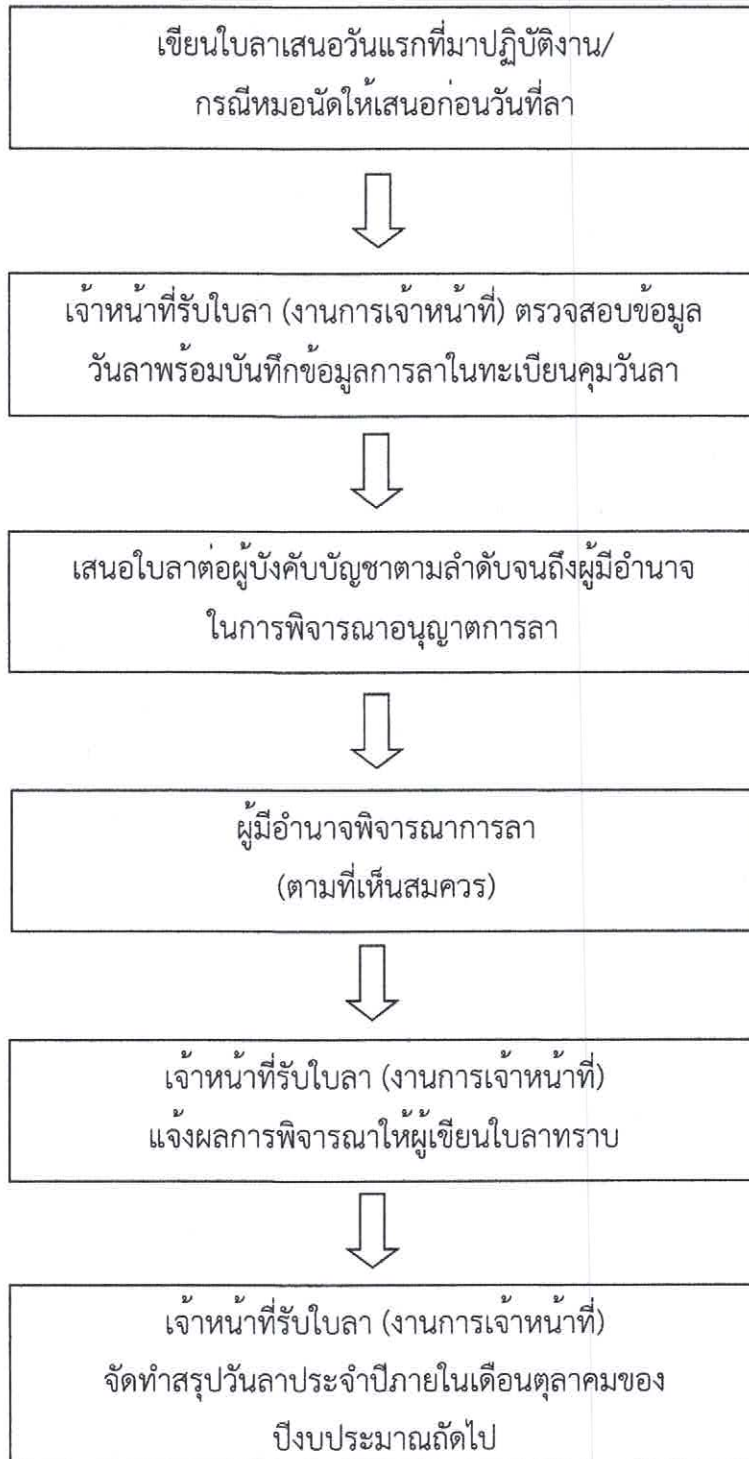 เขียนใบลาเสนอวันแรกที่มาปฏิบัติงาน/
กรณีหมอนัดให้เสนอก่อนวันที่ลา
เจ้าหน้าที่รับใบลา (งานการเจ้าหน้าที่) ตรวจสอบข้อมูล
วันลาพร้อมบันทึกข้อมูลการลาในทะเบียนคุมวันลา
เสนอใบลาต่อผู้บังคับบัญชาตามลำดับจนถึงผู้มีอำนาจ
ในการพิจารณาอนุญาตการลา
ผู้มีอำนาจพิจารณาการลา
(ตามที่เห็นสมควร)
เจ้าหน้าที่รับใบลา (งานการเจ้าหน้าที่)
แจ้งผลการพิจารณาให้ผู้เขียนใบลาทราบ
เจ้าหน้าที่รับใบลา (งานการเจ้าหน้าที่)
จัดทำสรุปวันลาประจำปีภายในเดือนตุลาคมของ
ปีงบประมาณถัดไป